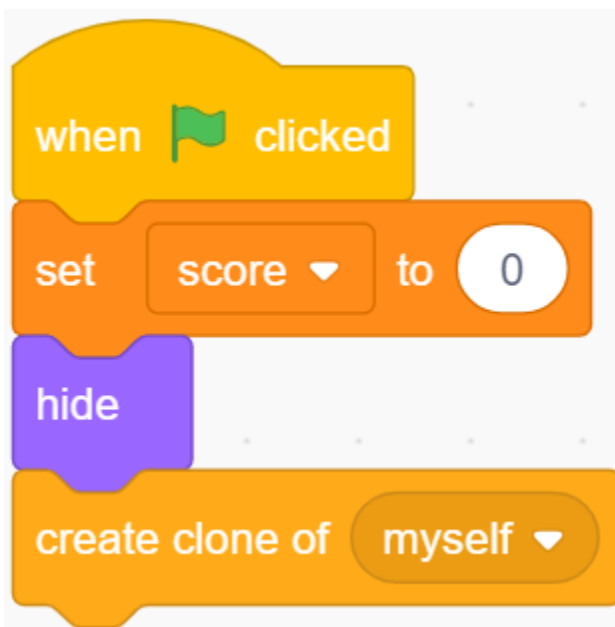 when clicked
set score to 0
hide
create clone of myself